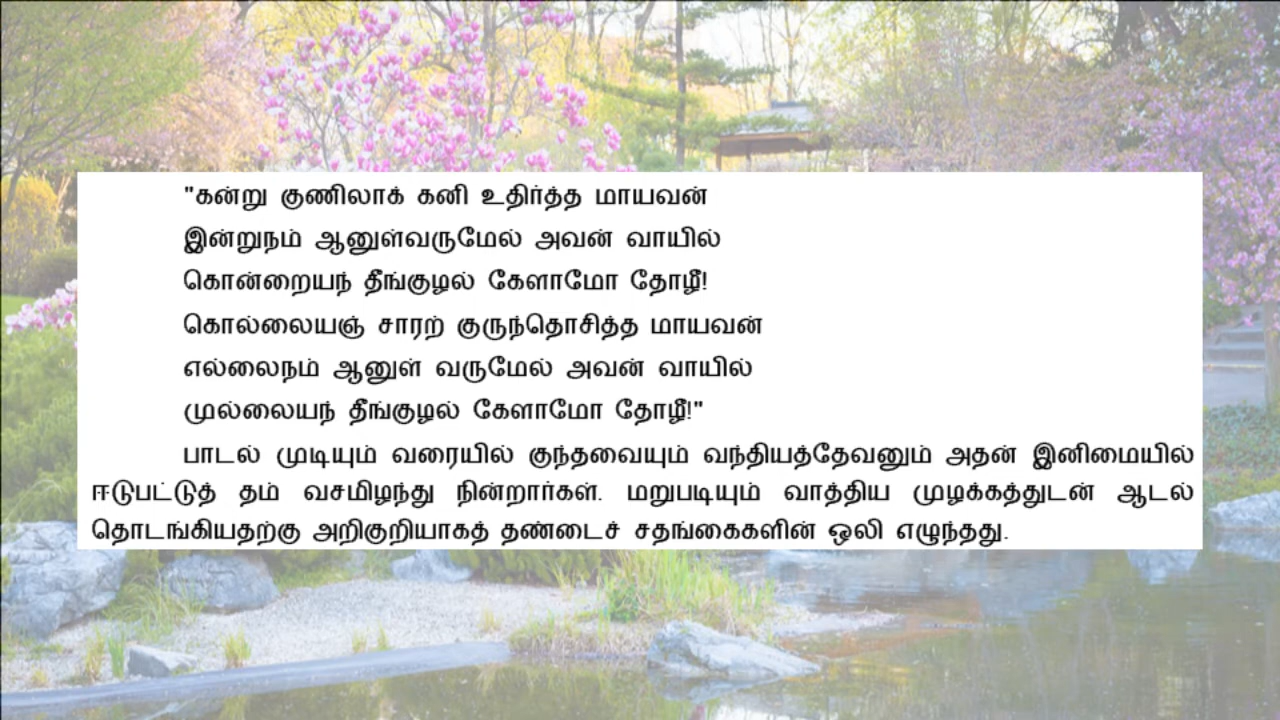 "கன்று குணிலாக் கனி உதிர்த்த மாயவன்
இன்றுநம் ஆனுள்வருமேல் அவன் வாயில்
கொன்றையந் தீங்குழல் கேளாமோ தோழீ!
கொல்லையஞ் சாரற் குருந்தொசித்த மாயவன்
எல்லைநம் ஆனுள் வருமேல் அவன் வாயில்
முல்லையந் தீங்குழல் கேளாமோ தோழீ!"
பாடல் முடியும் வரையில் குந்தவையும் வந்தியத்தேவனும் அதன் இனிமையில்
ஈடுபட்டுத் தம் வசமிழந்து நின்றார்கள். மறுபடியும் வாத்திய முழக்கத்துடன் ஆடல்
தொடங்கியதற்கு அறிகுறியாகத் தண்டைச் சதங்கைகளின் ஒலி எழுந்தது.